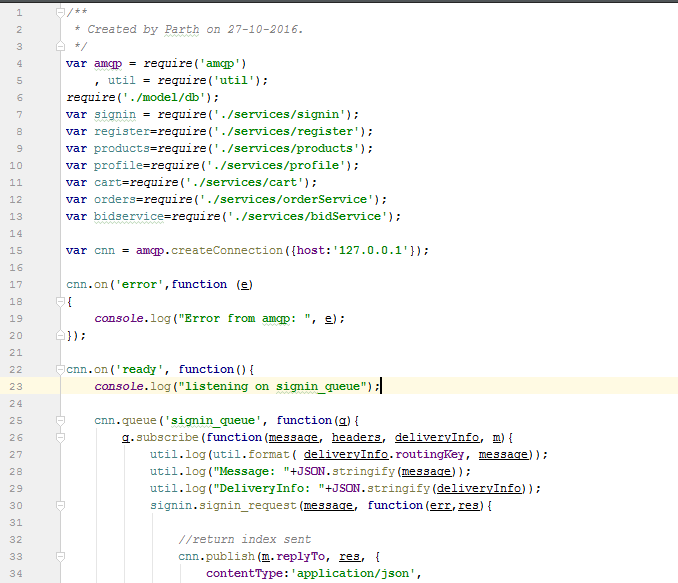 1 /**
2  * Created by Parth on 27-10-2016.
3  */
4 var amqp = require('amqp')
5     , util = require('util');
6 require('./model/db');
7 var signin = require('./services/signin');
8 var register=require('./services/register');
9 var products=require('./services/products');
10 var profile=require('./services/profile');
11 var cart=require('./services/cart');
12 var orders=require('./services/orderService');
13 var bidservice=require('./services/bidService');
14
15 var cnn = amqp.createConnection({host:'127.0.0.1'});
16
17 cnn.on('error',function (e)
18 {
19     console.log("Error from amqp: ", e);
20 });
21
22 cnn.on('ready', function(){
23     console.log("listening on signin_queue");
24
25     cnn.queue('signin_queue', function(q){
26         q.subscribe(function(message, headers, deliveryInfo, m){
27             util.log(util.format( deliveryInfo.routingKey, message));
28             util.log("Message: "+JSON.stringify(message));
29             util.log("DeliveryInfo: "+JSON.stringify(deliveryInfo));
30             signin.signin_request(message, function(err,res){
31
32                 //return index sent
33                 cnn.publish(m.replyTo, res, {
34                     contentType:'application/json',